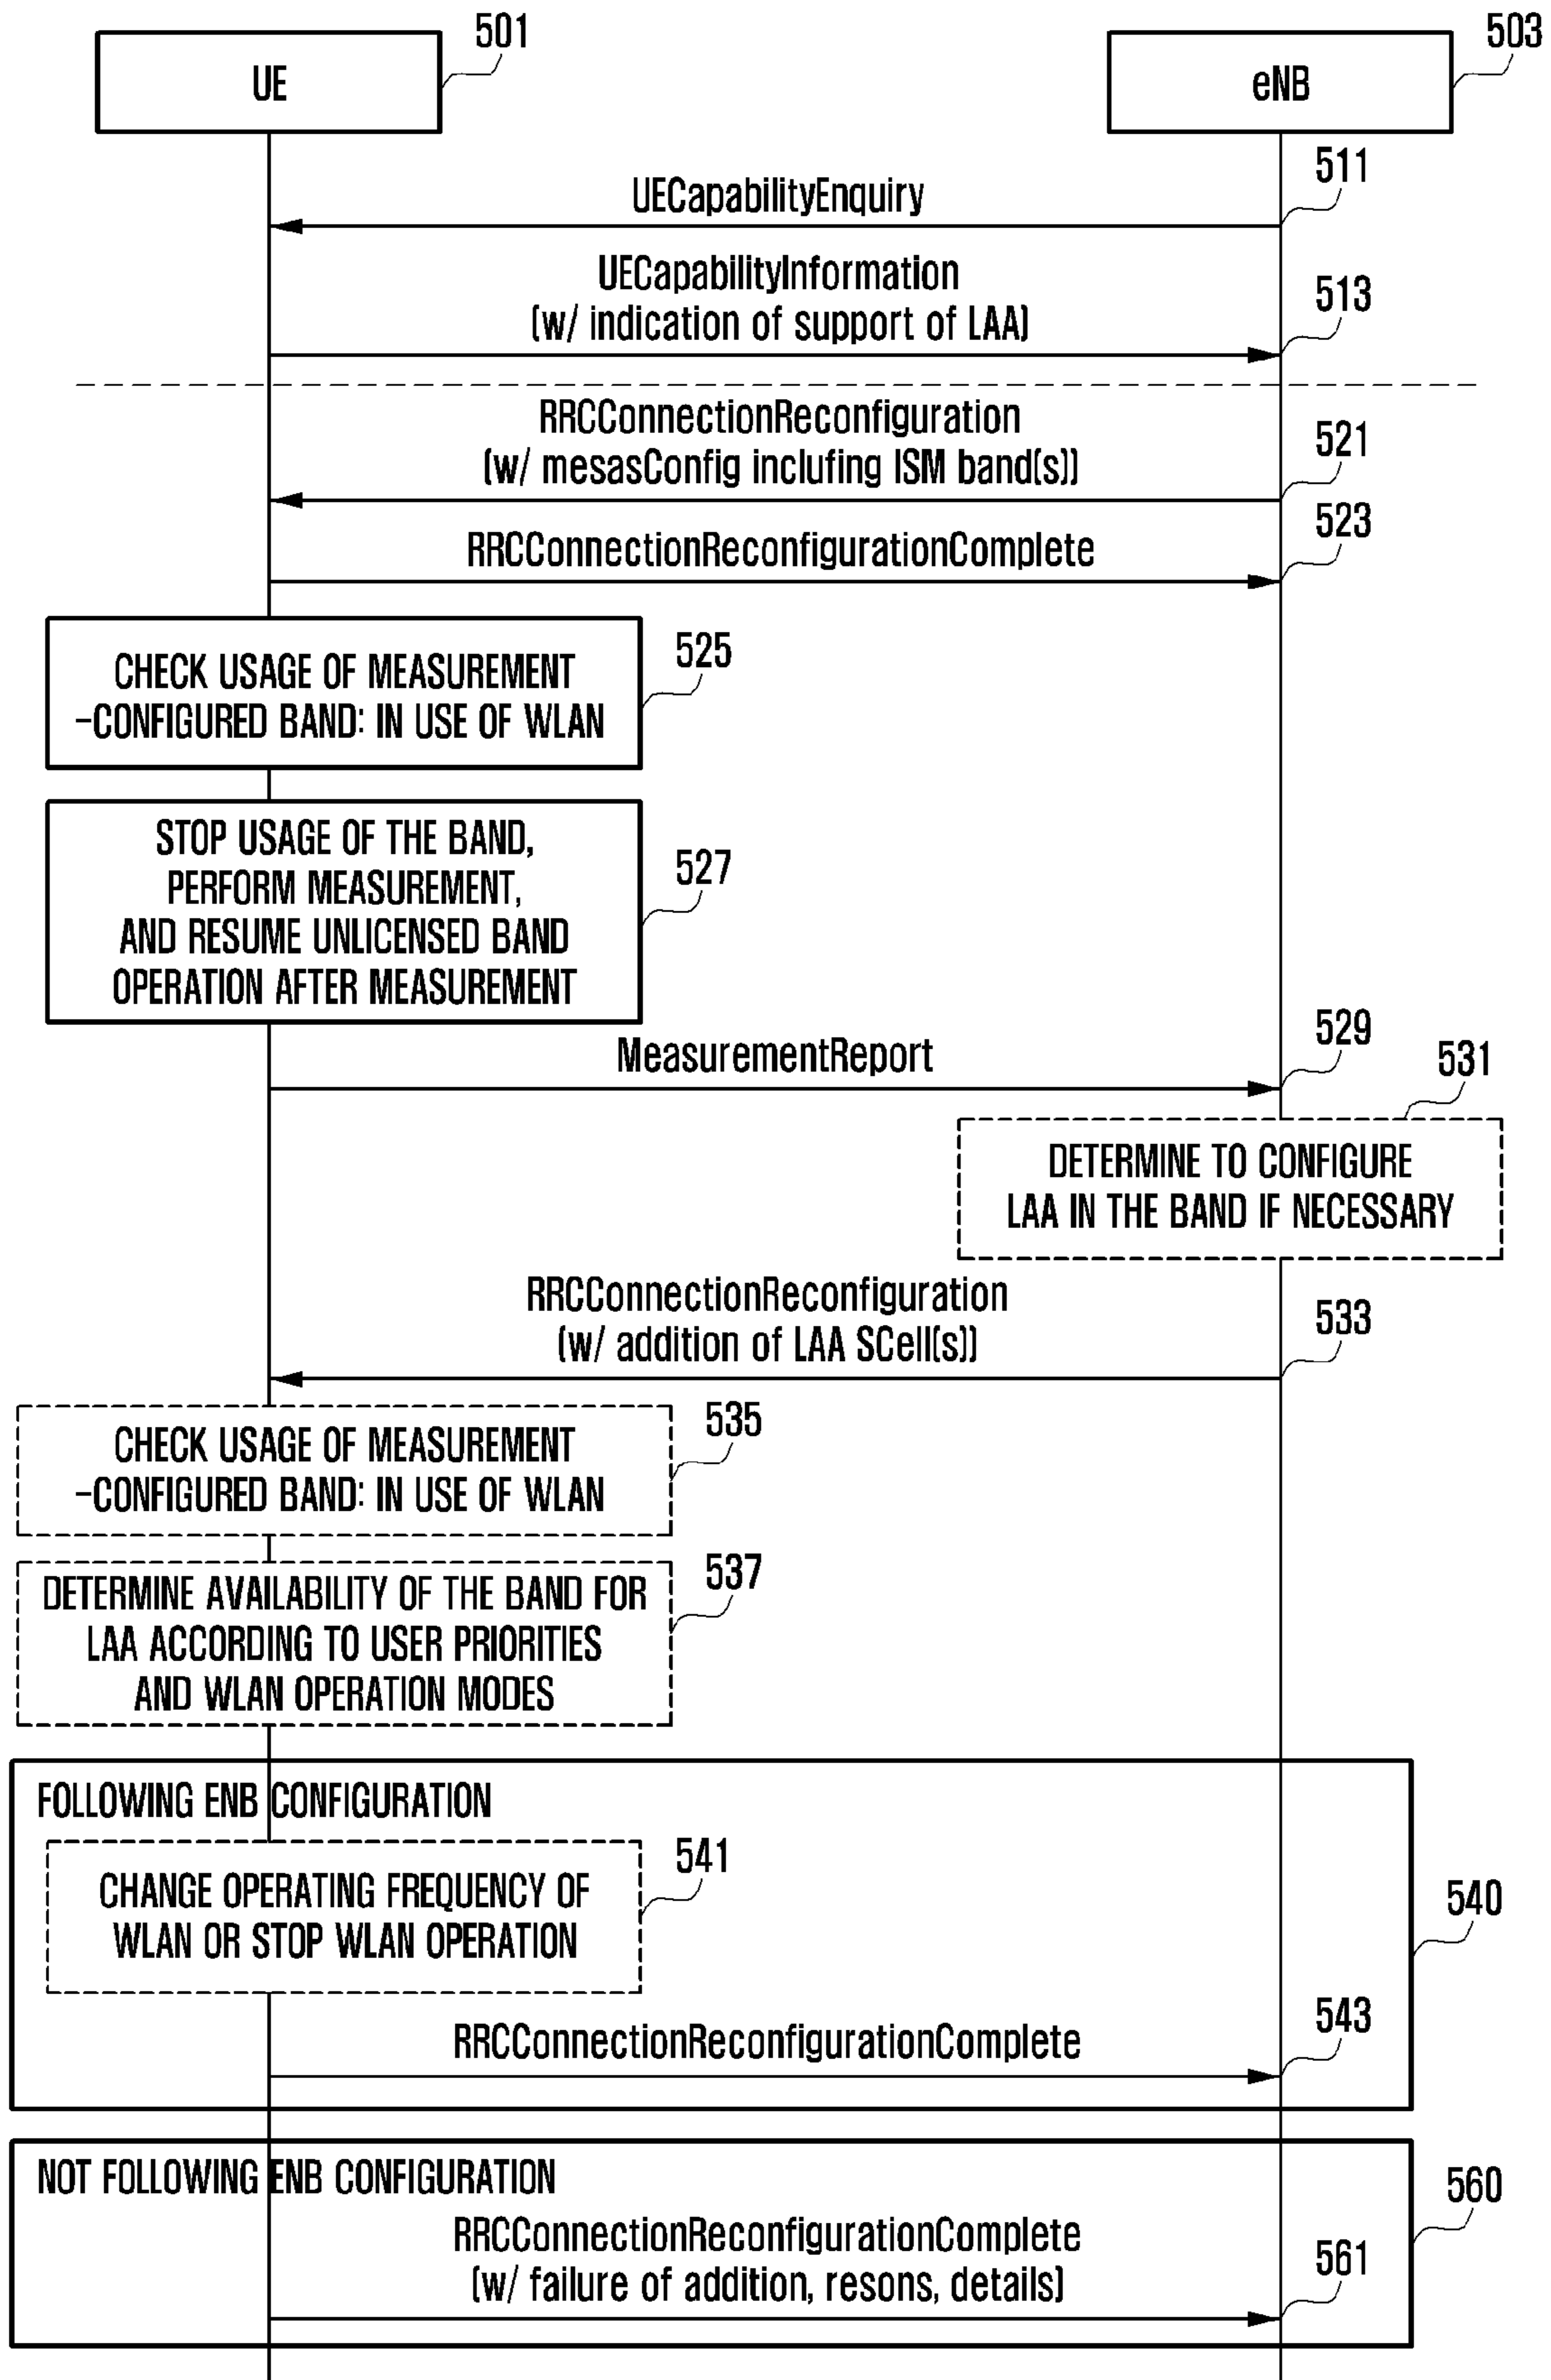 501
503
UE
eNB
511
UECapabilityEnquiry
UECapabilityInformation
(w/ indication of support of LAA)
513
RRCConnectionReconfiguration
(w/ mesasConfig inclufing ISM band(s))
521
RRCConnectionReconfigurationComplete
523
CHECK USAGE OF MEASUREMENT
-CONFIGURED BAND: IN USE OF WLAN
525
STOP USAGE OF THE BAND,
PERFORM MEASUREMENT,
AND RESUME UNLICENSED BAND
OPERATION AFTER MEASUREMENT
527
MeasurementReport
529
531
DETERMINE TO CONFIGURE
LAA IN THE BAND IF NECESSARY
RRCConnectionReconfiguration
(w/ addition of LAA SCell(s))
533
CHECK USAGE OF MEASUREMENT
-CONFIGURED BAND: IN USE OF WLAN
535
DETERMINE AVAILABILITY OF THE BAND FOR
LAA ACCORDING TO USER PRIORITIES
AND WLAN OPERATION MODES
537
FOLLOWING ENB CONFIGURATION
CHANGE OPERATING FREQUENCY OF
WLAN OR STOP WLAN OPERATION
541
540
RRCConnectionReconfigurationComplete
543
NOT FOLLOWING ENB CONFIGURATION
560
RRCConnectionReconfigurationComplete
(w/ failure of addition, resons, details)
561